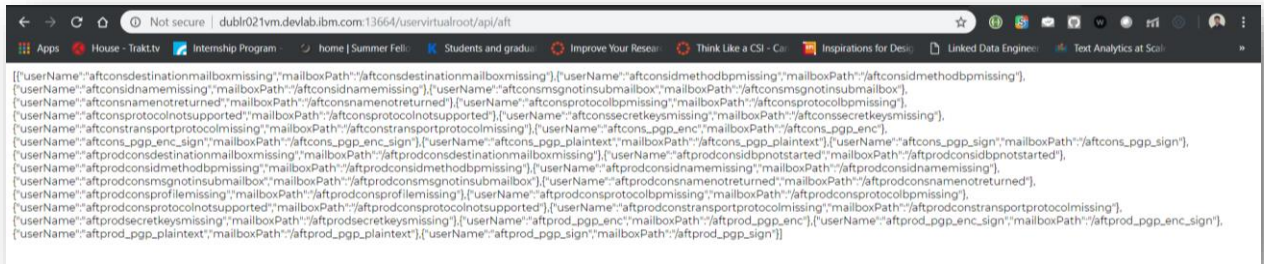 Not secure | dublr021vm.devlab.ibm.com:13664/uservirtualroot/api/aft
Apps House - Trakt.tv Internship Program - home | Summer Fello Students and gradua Improve Your Resear Think Like a CSI - Ca Inspirations for Desig Linked Data Engineer Text Analytics at Scal »
[{"userName":"aftconsdestinationmailboxmissing","mailboxPath":"/aftconsdestinationmailboxmissing"},{"userName":"aftconsidmethodbpmissing","mailboxPath":"/aftconsidmethodbpmissing"},
{"userName":"aftconsidnamemissing","mailboxPath":"/aftconsidnamemissing"},{"userName":"aftconsmsgnotinsubmailbox","mailboxPath":"/aftconsmsgnotinsubmailbox"},
{"userName":"aftconsnamenotreturned","mailboxPath":"/aftconsnamenotreturned"},{"userName":"aftconsprotocolbpmissing","mailboxPath":"/aftconsprotocolbpmissing"},
{"userName":"aftconsprotocolnotsupported","mailboxPath":"/aftconsprotocolnotsupported"},{"userName":"aftconssecretkeysmissing","mailboxPath":"/aftconssecretkeysmissing"},
{"userName":"aftconstransportprotocolmissing","mailboxPath":"/aftconstransportprotocolmissing"},{"userName":"aftcons_pgp_enc","mailboxPath":"/aftcons_pgp_enc"},
{"userName":"aftcons_pgp_enc_sign","mailboxPath":"/aftcons_pgp_enc_sign"},{"userName":"aftcons_pgp_plaintext","mailboxPath":"/aftcons_pgp_plaintext"},{"userName":"aftcons_pgp_sign","mailboxPath":"/aftcons_pgp_sign"},
{"userName":"aftprodconsdestinationmailboxmissing","mailboxPath":"/aftprodconsdestinationmailboxmissing"},{"userName":"aftprodconsidbpnotstarted","mailboxPath":"/aftprodconsidbpnotstarted"},
{"userName":"aftprodconsidmethodbpmissing","mailboxPath":"/aftprodconsidmethodbpmissing"},{"userName":"aftprodconsidnamemissing","mailboxPath":"/aftprodconsidnamemissing"},
{"userName":"aftprodconsmsgnotinsubmailbox","mailboxPath":"/aftprodconsmsgnotinsubmailbox"},{"userName":"aftprodconsnamenotreturned","mailboxPath":"/aftprodconsnamenotreturned"},
{"userName":"aftprodconsprofilemissing","mailboxPath":"/aftprodconsprofilemissing"},{"userName":"aftprodconsprotocolbpmissing","mailboxPath":"/aftprodconsprotocolbpmissing"},
{"userName":"aftprodconsprotocolnotsupported","mailboxPath":"/aftprodconsprotocolnotsupported"},{"userName":"aftprodconstransportprotocolmissing","mailboxPath":"/aftprodconstransportprotocolmissing"},
{"userName":"aftprodsecretkeysmissing","mailboxPath":"/aftprodsecretkeysmissing"},{"userName":"aftprod_pgp_enc","mailboxPath":"/aftprod_pgp_enc"},{"userName":"aftprod_pgp_enc_sign","mailboxPath":"/aftprod_pgp_enc_sign"},
{"userName":"aftprod_pgp_plaintext","mailboxPath":"/aftprod_pgp_plaintext"},{"userName":"aftprod_pgp_sign","mailboxPath":"/aftprod_pgp_sign"}]